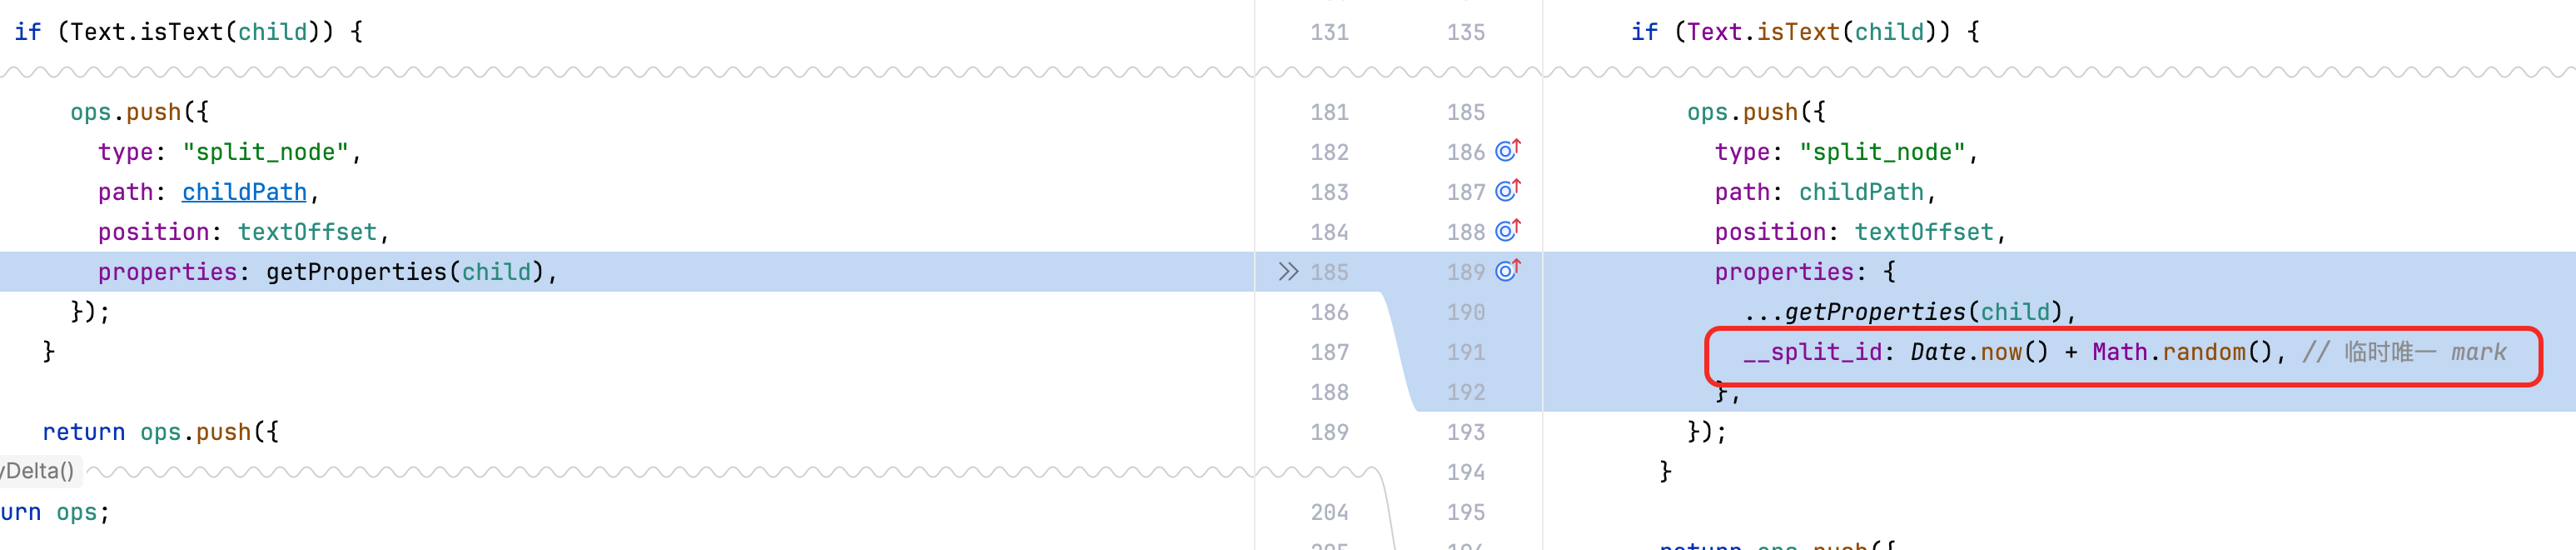 if (Text.isText(child)) {
131 135
if (Text.isText(child)) {
ops.push({
181 185
ops.push({
type: "split_node",
182 186
type: "split_node",
path: childPath,
183 187
path: childPath,
position: textOffset,
184 188
position: textOffset,
properties: getProperties(child),
185 189
properties: {
});
186 190
...getProperties(child),
}
187 191
__split_id: Date.now() + Math.random(), // 临时唯一 mark
188 192
},
return ops.push({
189 193
});
yDelta()
194
}
urn ops;
204 195